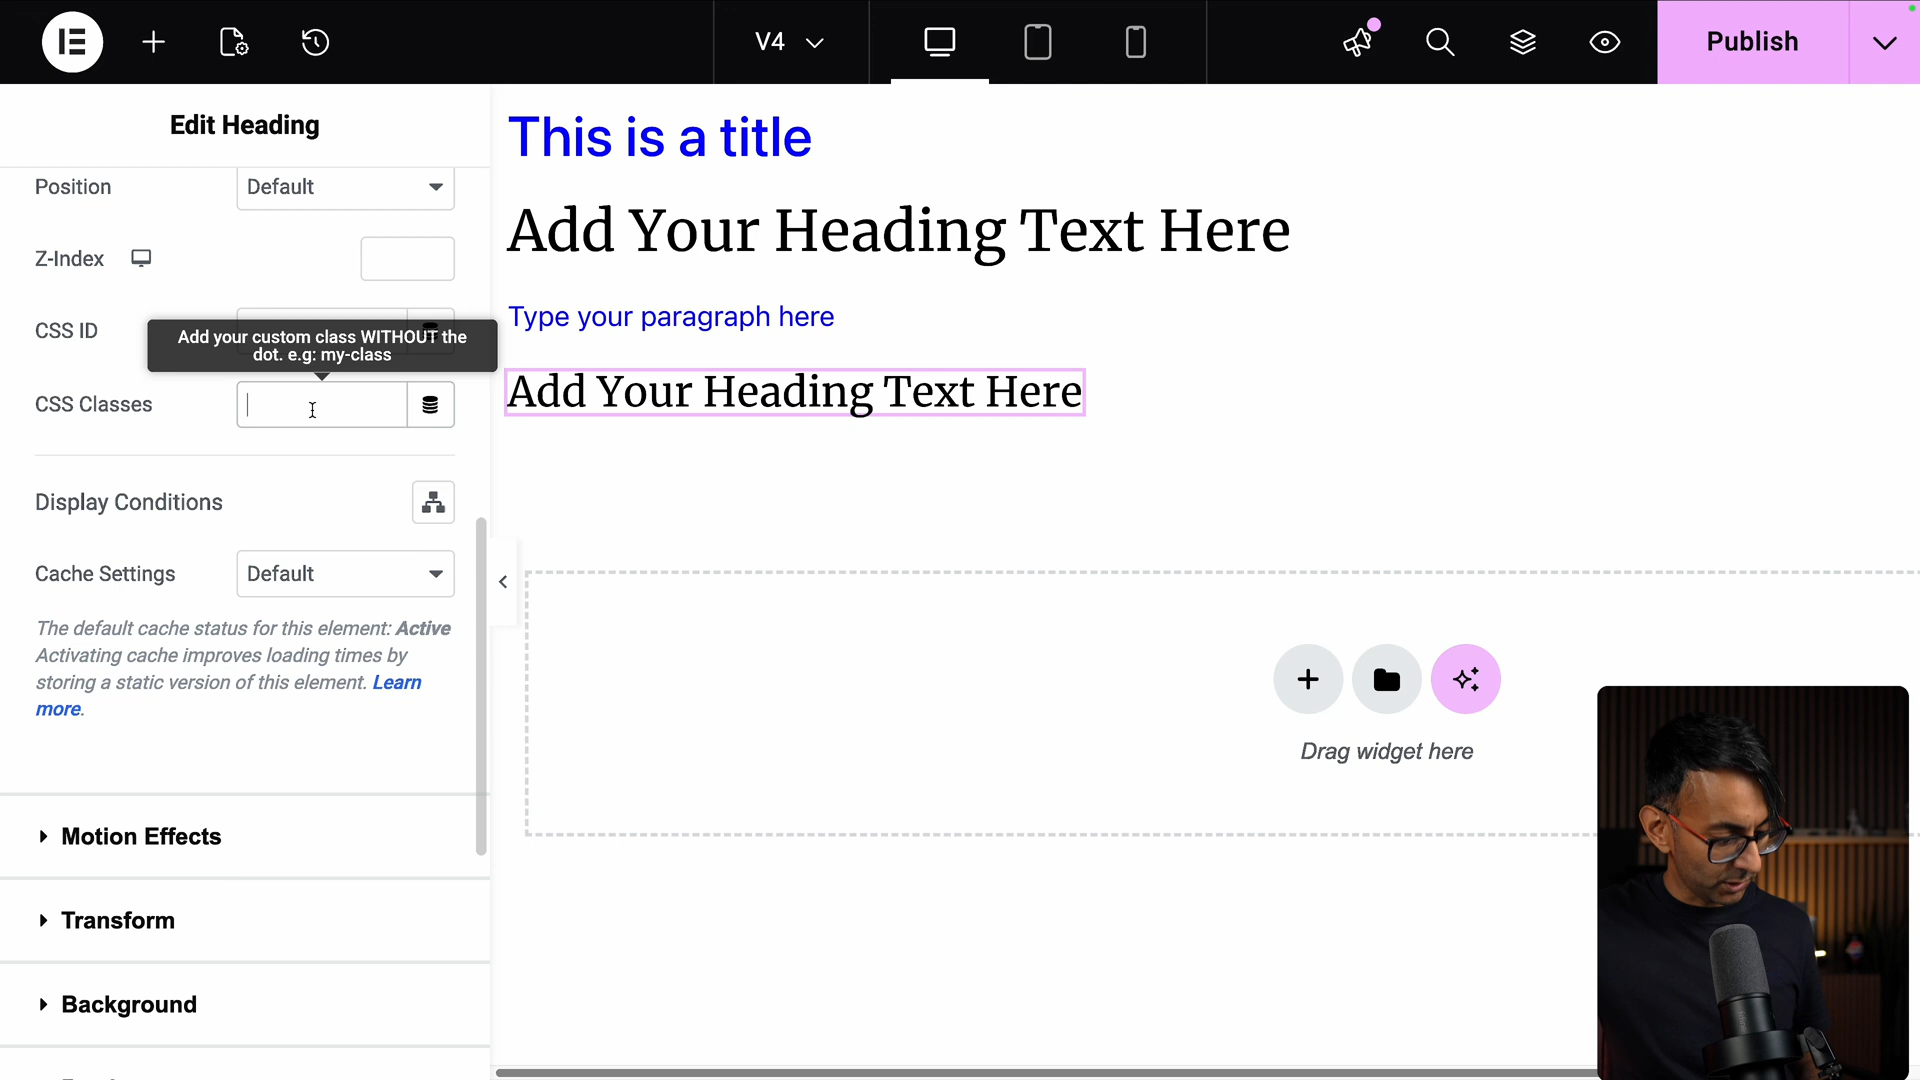 V4
Publish
Edit Heading
Position
Default
Z-Index
CSS ID
Add your custom class WITHOUT the
dot. e.g: my-class
CSS Classes
Display Conditions
Cache Settings
Default
The default cache status for this element: Active
Activating cache improves loading times by
storing a static version of this element. Learn
more.
Motion Effects
Transform
Background
This is a title
Add Your Heading Text Here
Type your paragraph here
Add Your Heading Text Here
Drag widget here